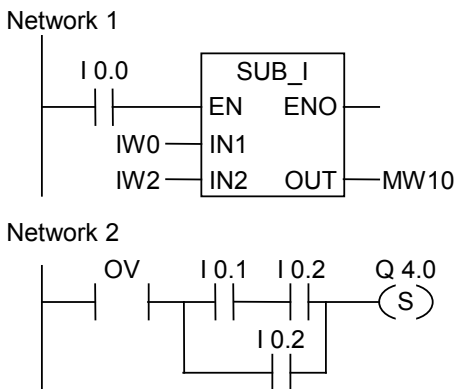 Network 1
I 0.0
SUB_I
EN ENO
IW0 IN1
IW2 IN2 OUT MW10
Network 2
OV I 0.1 I 0.2 Q 4.0
S
I 0.2